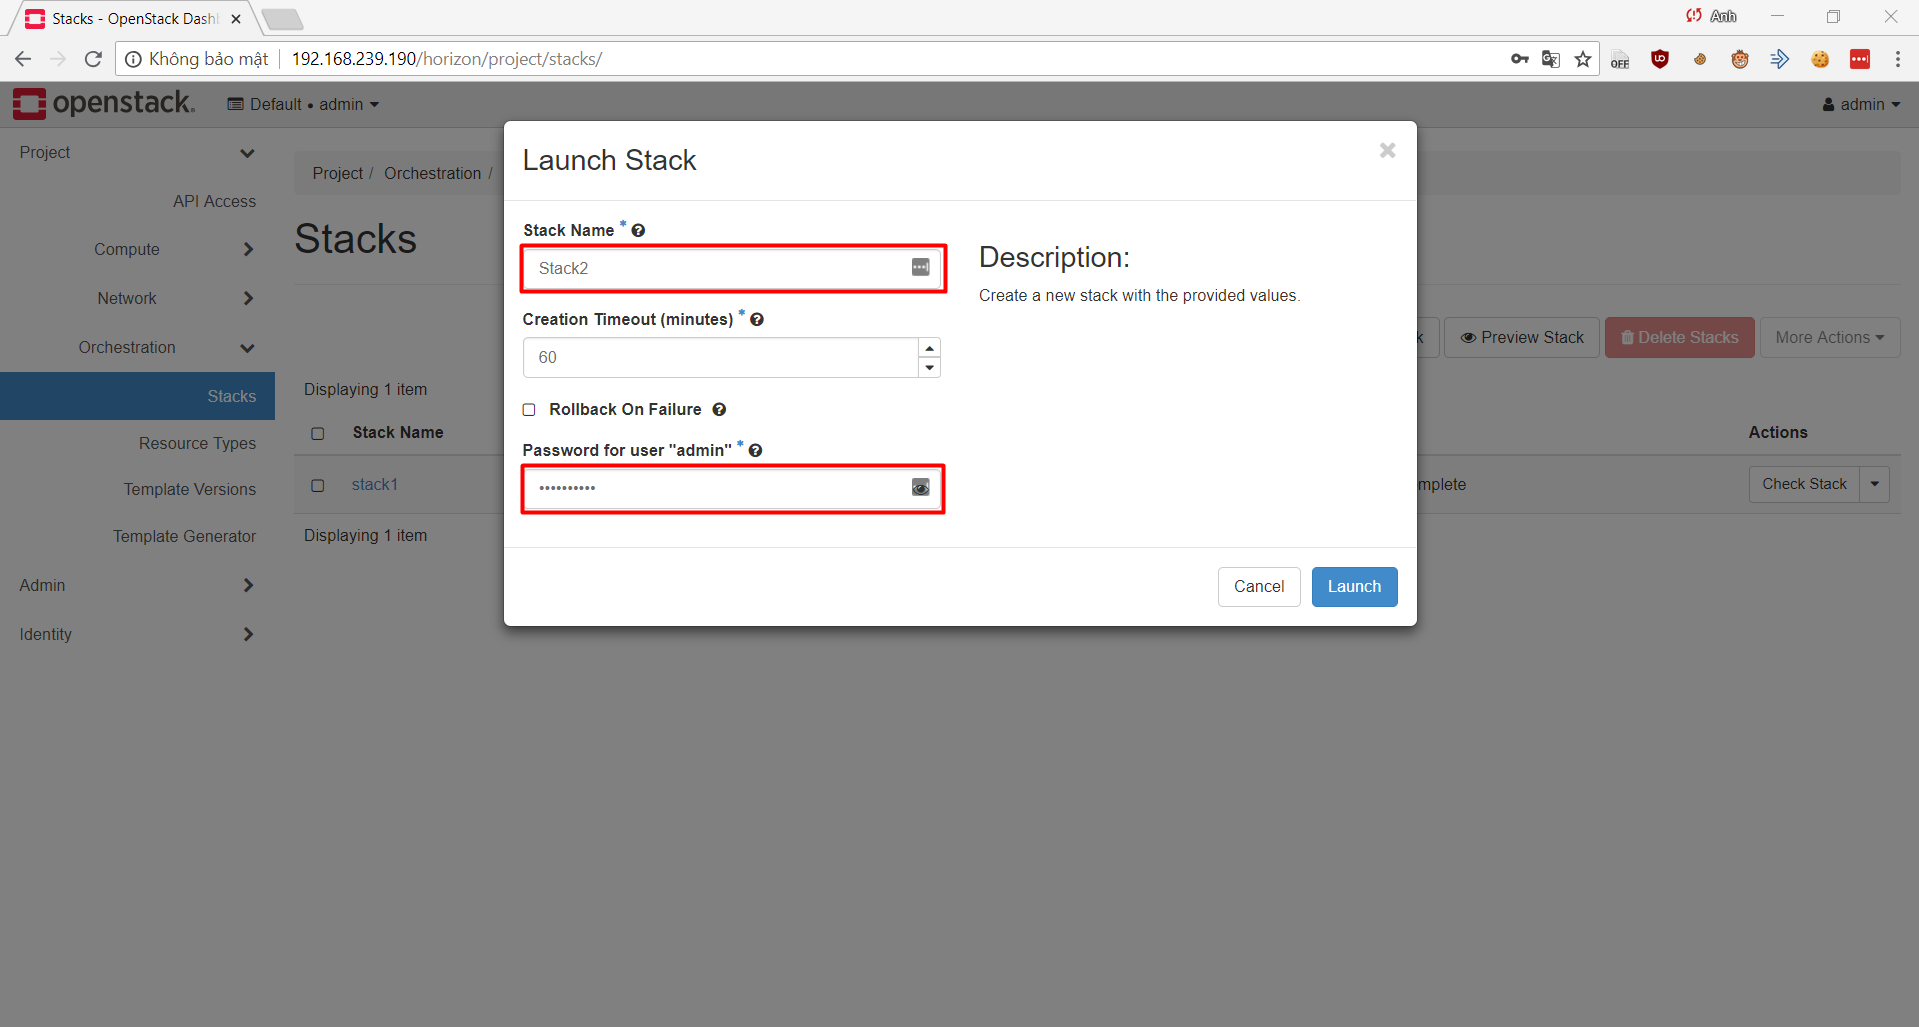 Stacks - OpenStack Dash
Anh
Không bảo mật
192.168.239.190/horizon/project/stacks/
OFF
openstack.
Default • admin
admin
Project
API Access
Compute
Network
Orchestration
Stacks
Resource Types
Template Versions
Template Generator
Admin
Identity
Project / Orchestration /
Stacks
Preview Stack
Delete Stacks
More Actions
Displaying 1 item
Stack Name
Actions
stack1
mplete
Check Stack
Displaying 1 item
Launch Stack
Stack Name *
Stack2
Creation Timeout (minutes) *
60
Rollback On Failure
Password for user "admin" *
••••••••••
Description:
Create a new stack with the provided values.
Cancel
Launch